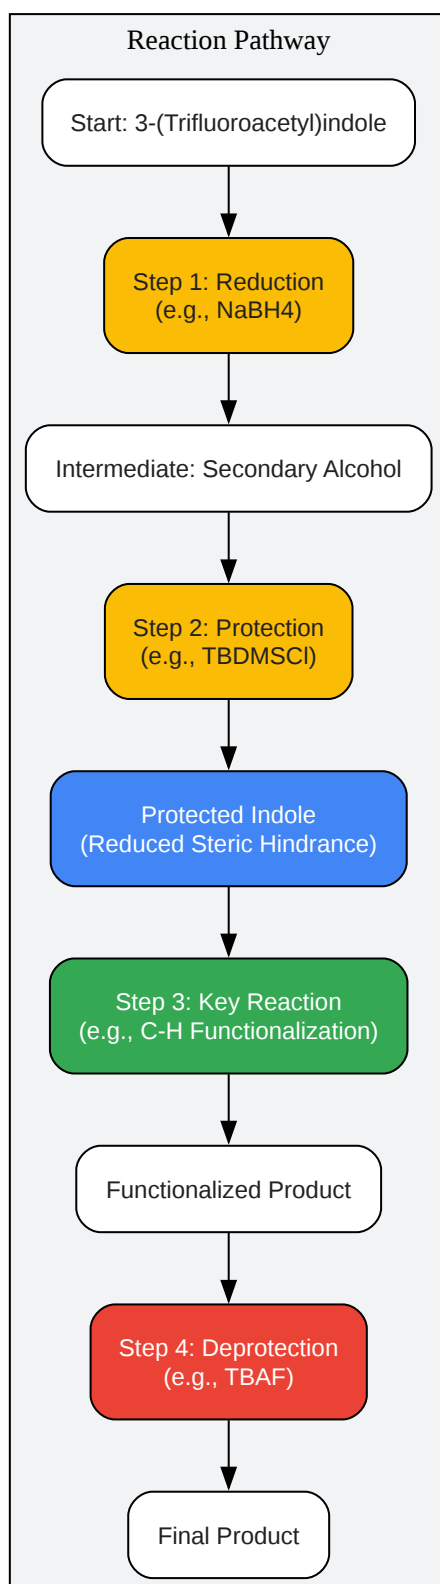 Reaction Pathway
Start: 3-(Trifluoroacetyl)indole
Step 1: Reduction
(e.g., NaBH4)
Intermediate: Secondary Alcohol
Step 2: Protection
(e.g., TBDMSCl)
Protected Indole
(Reduced Steric Hindrance)
Step 3: Key Reaction
(e.g., C-H Functionalization)
Functionalized Product
Step 4: Deprotection
(e.g., TBAF)
Final Product